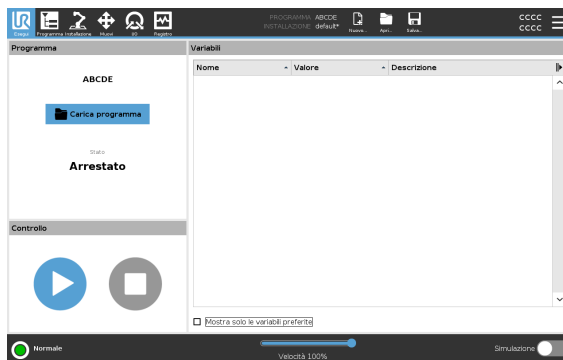 UR
PROGRAMMA ABCDE
INSTALLAZIONE default*
CCCC
CCCC
Esegui Programma Installazione Muovi I/O Registro Nuovo... Apri... Salva...
Programma
Variabili
ABCDE
Carica programma
Stato
Arrestato
Nome Valore Descrizione
Controllo
Mostra solo le variabili preferite
Normale
Velocità 100%
Simulazione